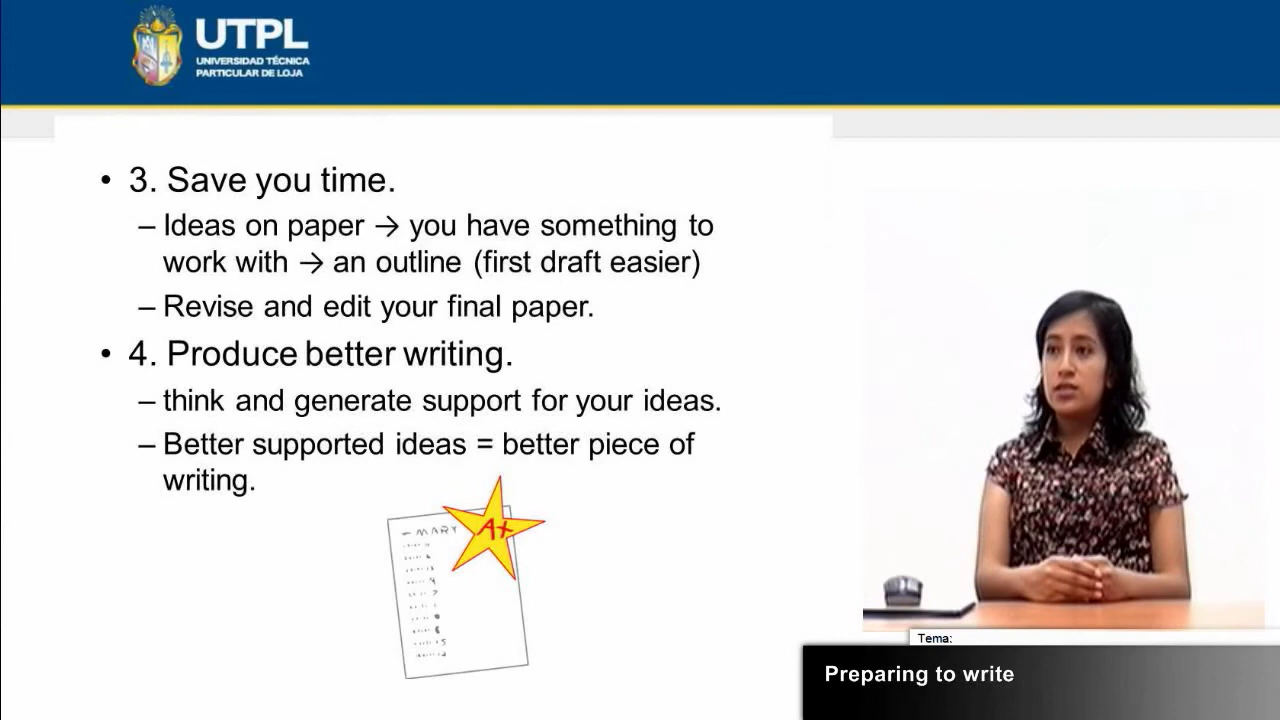 UTPL
UNIVERSIDAD TÉCNICA
PARTICULAR DE LOJA
• 3. Save you time.
– Ideas on paper → you have something to
work with → an outline (first draft easier)
– Revise and edit your final paper.
• 4. Produce better writing.
– think and generate support for your ideas.
– Better supported ideas = better piece of
writing.
– MARY
A+
Tema:
Preparing to write